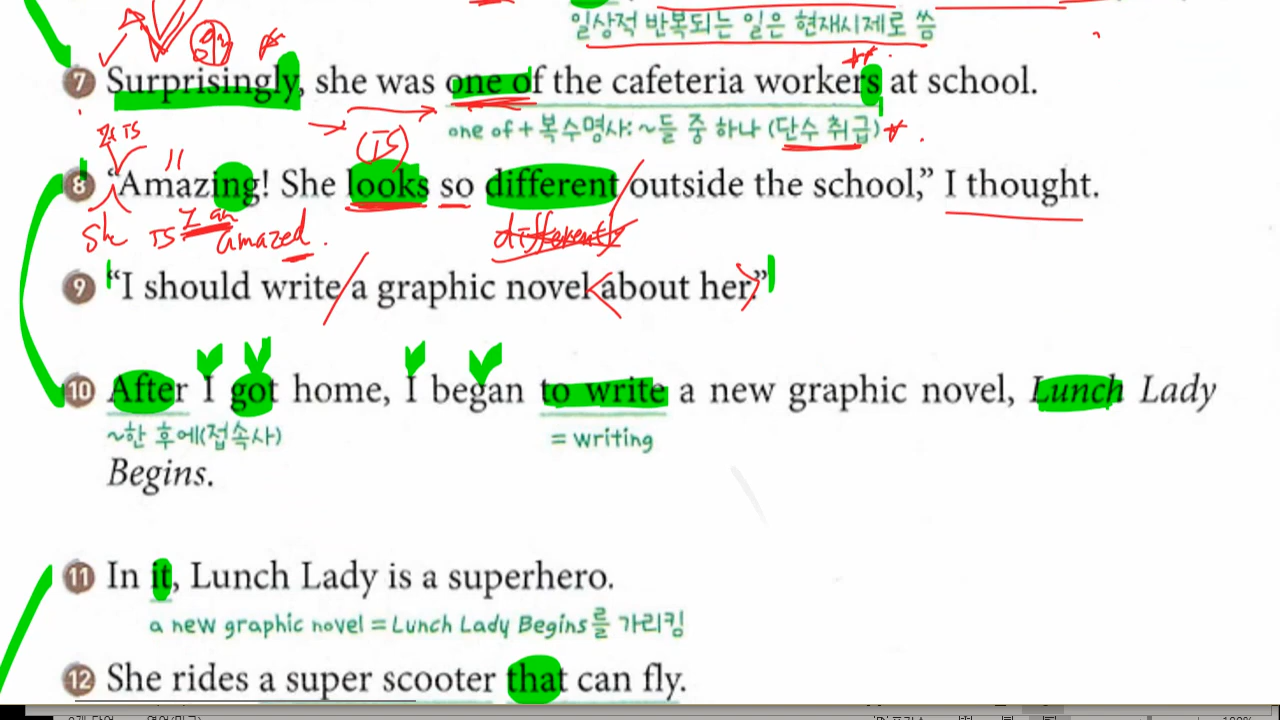 일상적 반복되는 일은 현재시제로 씀
7 Surprisingly, she was one of the cafeteria workers at school.
one of + 복수명사: ~들 중 하나 (단수 취급)
(is)
8 “Amazing! She looks so different outside the school,” I thought.
She is I am amazed.
differently
9 “I should write a graphic novel about her.”
10 After I got home, I began to write a new graphic novel, Lunch Lady
~한 후에(접속사) = writing
Begins.
11 In it, Lunch Lady is a superhero.
a new graphic novel = Lunch Lady Begins를 가리킴
12 She rides a super scooter that can fly.